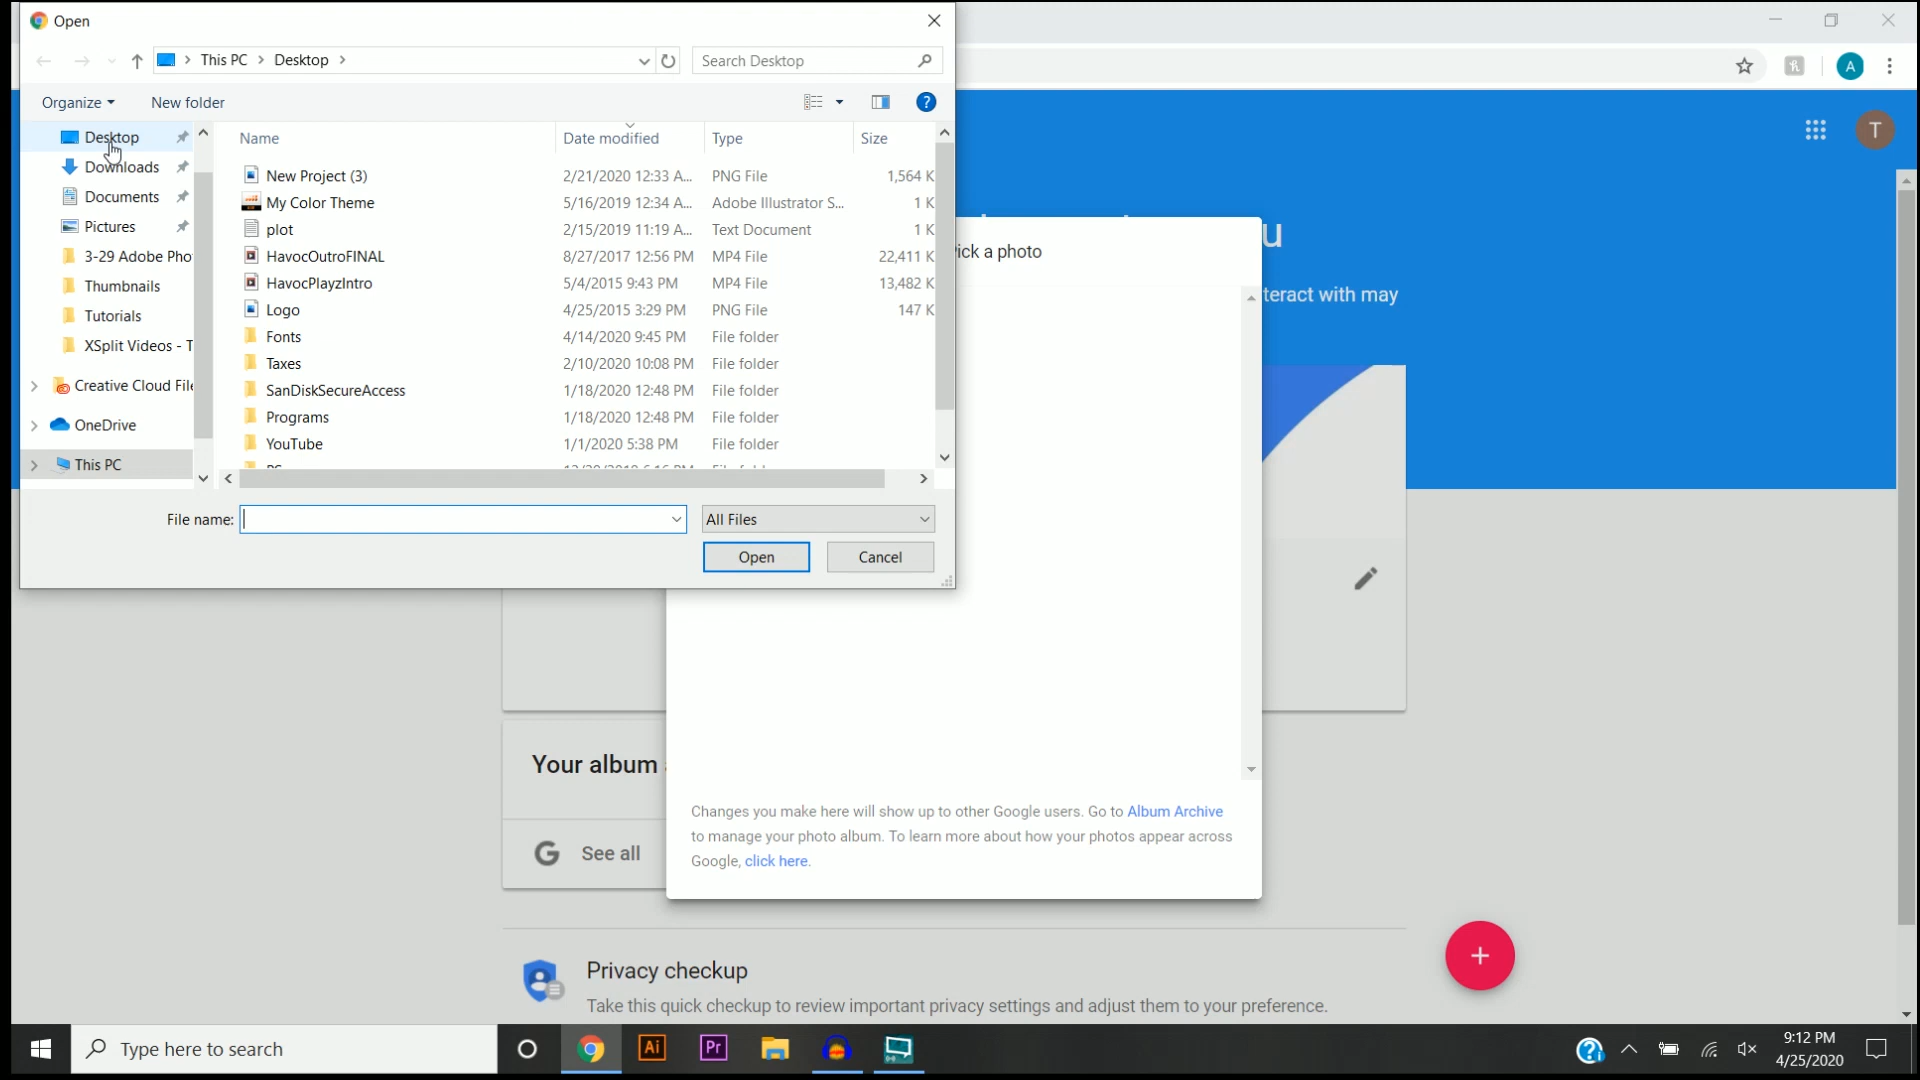 Open
This PC > Desktop >
Search Desktop
Organize
New folder
?
A
T
Desktop
Downloads
Documents
Pictures
3-29 Adobe Pho
Thumbnails
Tutorials
XSplit Videos - T
Creative Cloud File
OneDrive
This PC
Name Date modified Type Size
New Project (3) 2/21/2020 12:33 A... PNG File 1,564 K
My Color Theme 5/16/2019 12:34 A... Adobe Illustrator S... 1 K
plot 2/15/2019 11:19 A... Text Document 1 K
HavocOutroFINAL 8/27/2017 12:56 PM MP4 File 22,411 K
HavocPlayzIntro 5/4/2015 9:43 PM MP4 File 13,482 K
Logo 4/25/2015 3:29 PM PNG File 147 K
Fonts 4/14/2020 9:45 PM File folder
Taxes 2/10/2020 10:08 PM File folder
SanDiskSecureAccess 1/18/2020 12:48 PM File folder
Programs 1/18/2020 12:48 PM File folder
YouTube 1/1/2020 5:38 PM File folder
File name:
All Files
Open Cancel
u
ick a photo
teract with may
Your album
See all
Changes you make here will show up to other Google users. Go to Album Archive
to manage your photo album. To learn more about how your photos appear across
Google, click here.
Privacy checkup
Take this quick checkup to review important privacy settings and adjust them to your preference.
+
Type here to search
Ai
Pr
9:12 PM
4/25/2020